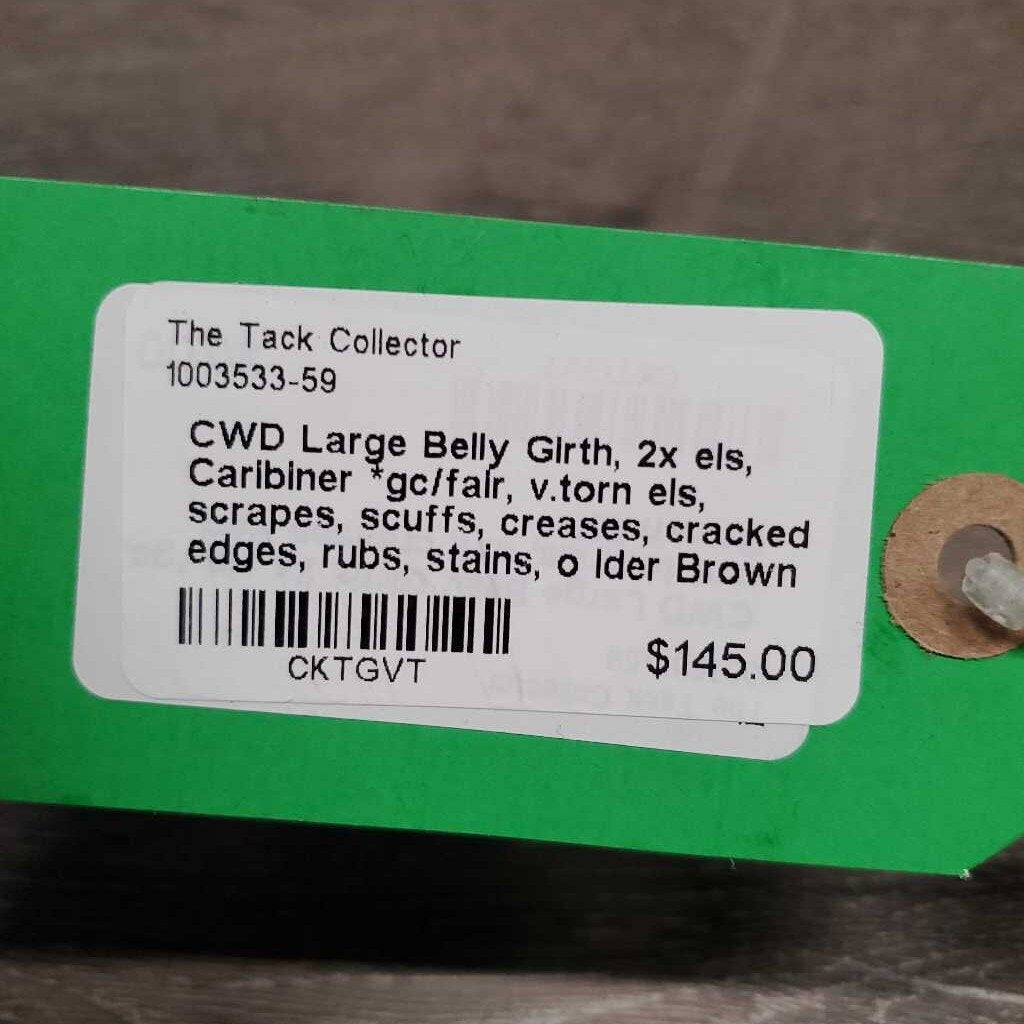 The Tack Collector
1003533-59
CWD Large Belly Girth, 2x els,
Caribiner *gc/fair, v.torn els,
scrapes, scuffs, creases, cracked
edges, rubs, stains, o lder Brown
CKTGVT
$145.00